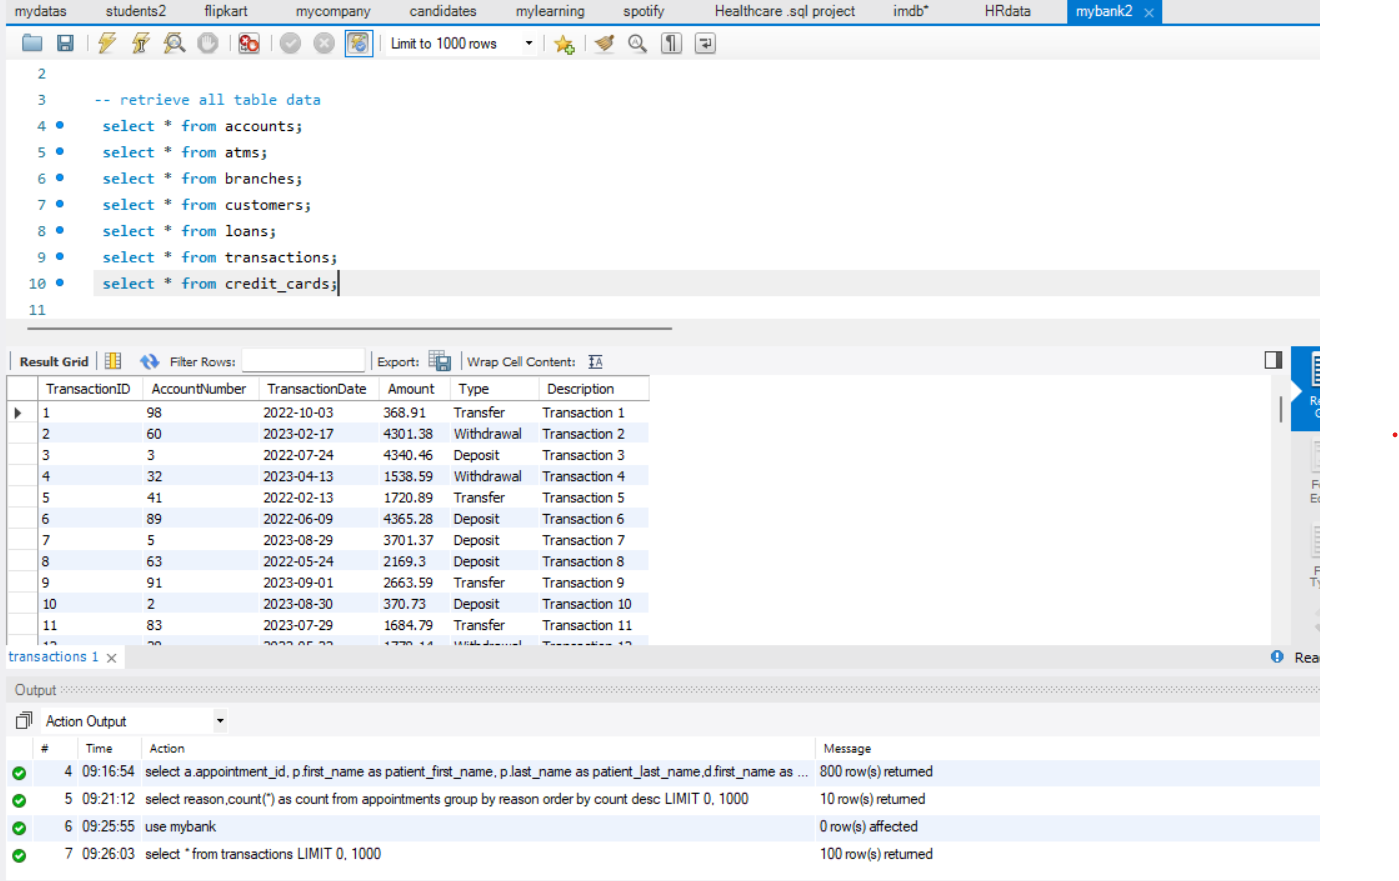 mydatas students2 flipkart mycompany candidates mylearning spotify Healthcare .sql project imdb* HRdata mybank2
Limit to 1000 rows
2
3 -- retrieve all table data
4 select * from accounts;
5 select * from atms;
6 select * from branches;
7 select * from customers;
8 select * from loans;
9 select * from transactions;
10 select * from credit_cards;
11
Result Grid Filter Rows: Export: Wrap Cell Content:
TransactionID AccountNumber TransactionDate Amount Type Description
1 98 2022-10-03 368.91 Transfer Transaction 1
2 60 2023-02-17 4301.38 Withdrawal Transaction 2
3 3 2022-07-24 4340.46 Deposit Transaction 3
4 32 2023-04-13 1538.59 Withdrawal Transaction 4
5 41 2022-02-13 1720.89 Transfer Transaction 5
6 89 2022-06-09 4365.28 Deposit Transaction 6
7 5 2023-08-29 3701.37 Deposit Transaction 7
8 63 2022-05-24 2169.3 Deposit Transaction 8
9 91 2023-09-01 2663.59 Transfer Transaction 9
10 2 2023-08-30 370.73 Deposit Transaction 10
11 83 2023-07-29 1684.79 Transfer Transaction 11
transactions 1 Rea
Output
Action Output
# Time Action Message
4 09:16:54 select a.appointment_id, p.first_name as patient_first_name, p.last_name as patient_last_name,d.first_name as ... 800 row(s) returned
5 09:21:12 select reason,count(*) as count from appointments group by reason order by count desc LIMIT 0, 1000 10 row(s) returned
6 09:25:55 use mybank 0 row(s) affected
7 09:26:03 select * from transactions LIMIT 0, 1000 100 row(s) returned